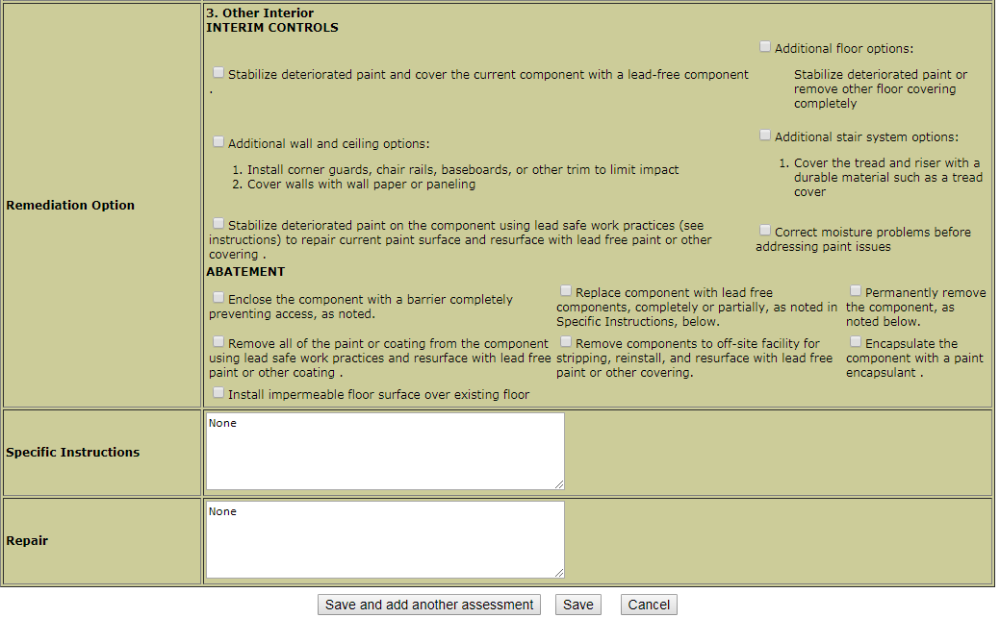 Remediation Option
3. Other Interior
INTERIM CONTROLS
Stabilize deteriorated paint and cover the current component with a lead-free component
.
Additional floor options:
Stabilize deteriorated paint or
remove other floor covering
completely
Additional wall and ceiling options:
1. Install corner guards, chair rails, baseboards, or other trim to limit impact
2. Cover walls with wall paper or paneling
Additional stair system options:
1. Cover the tread and riser with a
durable material such as a tread
cover
Stabilize deteriorated paint on the component using lead safe work practices (see
instructions) to repair current paint surface and resurface with lead free paint or other
covering .
Correct moisture problems before
addressing paint issues
ABATEMENT
Enclose the component with a barrier completely
preventing access, as noted.
Replace component with lead free
components, completely or partially, as noted in
Specific Instructions, below.
Permanently remove
the component, as
noted below.
Remove all of the paint or coating from the component
using lead safe work practices and resurface with lead free
paint or other coating .
Remove components to off-site facility for
stripping, reinstall, and resurface with lead free
paint or other covering.
Encapsulate the
component with a paint
encapsulant .
Install impermeable floor surface over existing floor
Specific Instructions
None
Repair
None
Save and add another assessment
Save
Cancel